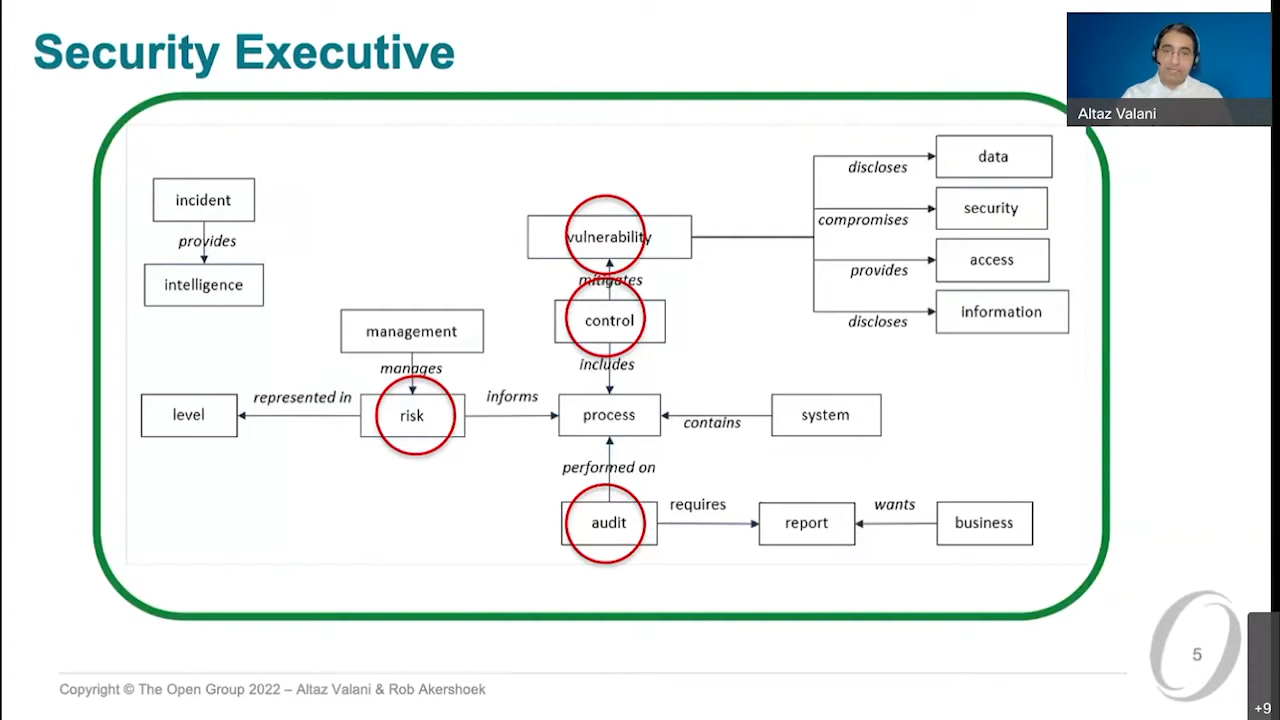 Security Executive
Altaz Valani
data
discloses
incident
security
compromises
provides
vulnerability
access
provides
mitigates
intelligence
information
control
discloses
management
includes
manages
represented in
informs
level
risk
process
system
contains
performed on
requires
wants
audit
report
business
5
Copyright © The Open Group 2022 – Altaz Valani & Rob Akershoek
+9